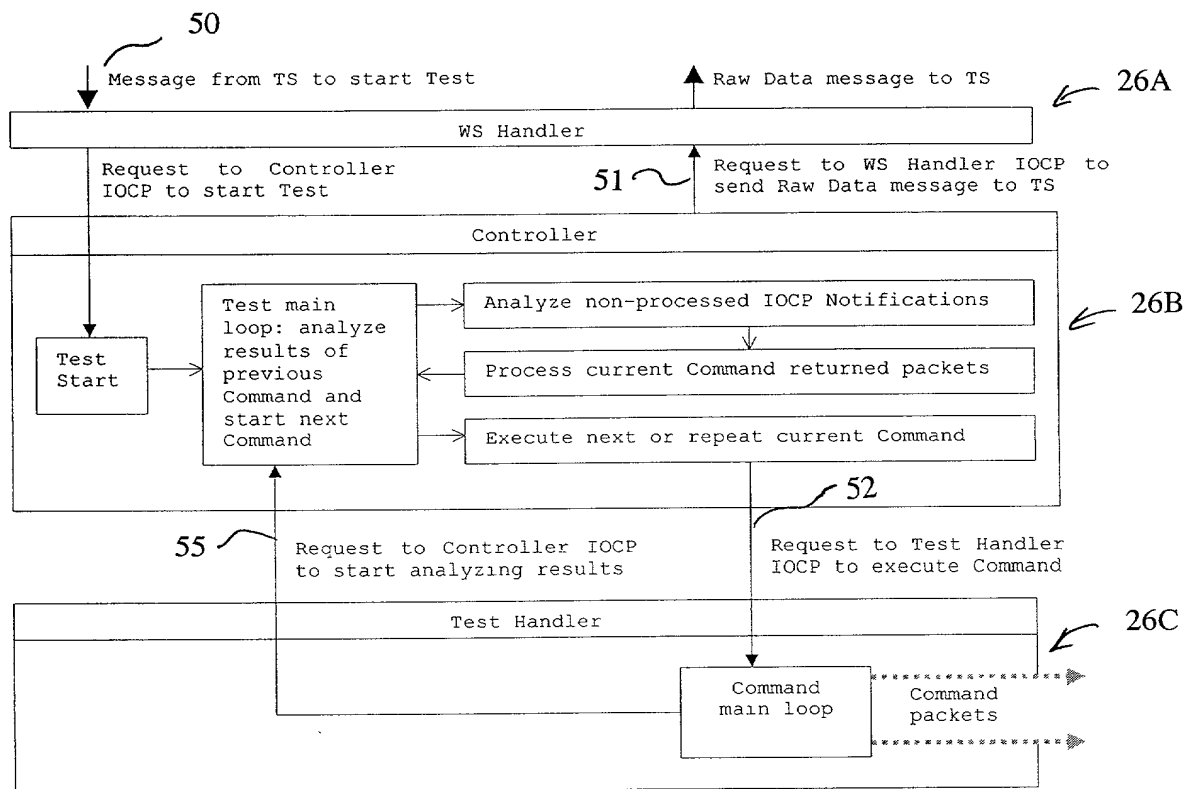 50
Message from TS to start Test
Raw Data message to TS
26A
WS Handler
Request to Controller
IOCP to start Test
51
Request to WS Handler IOCP to
send Raw Data message to TS
Controller
Test main
loop: analyze
results of
previous
Command and
start next
Command
Analyze non-processed IOCP Notifications
26B
Test
Start
Process current Command returned packets
Execute next or repeat current Command
52
55
Request to Controller IOCP
to start analyzing results
Request to Test Handler
IOCP to execute Command
Test Handler
26C
Command
main loop
Command
packets